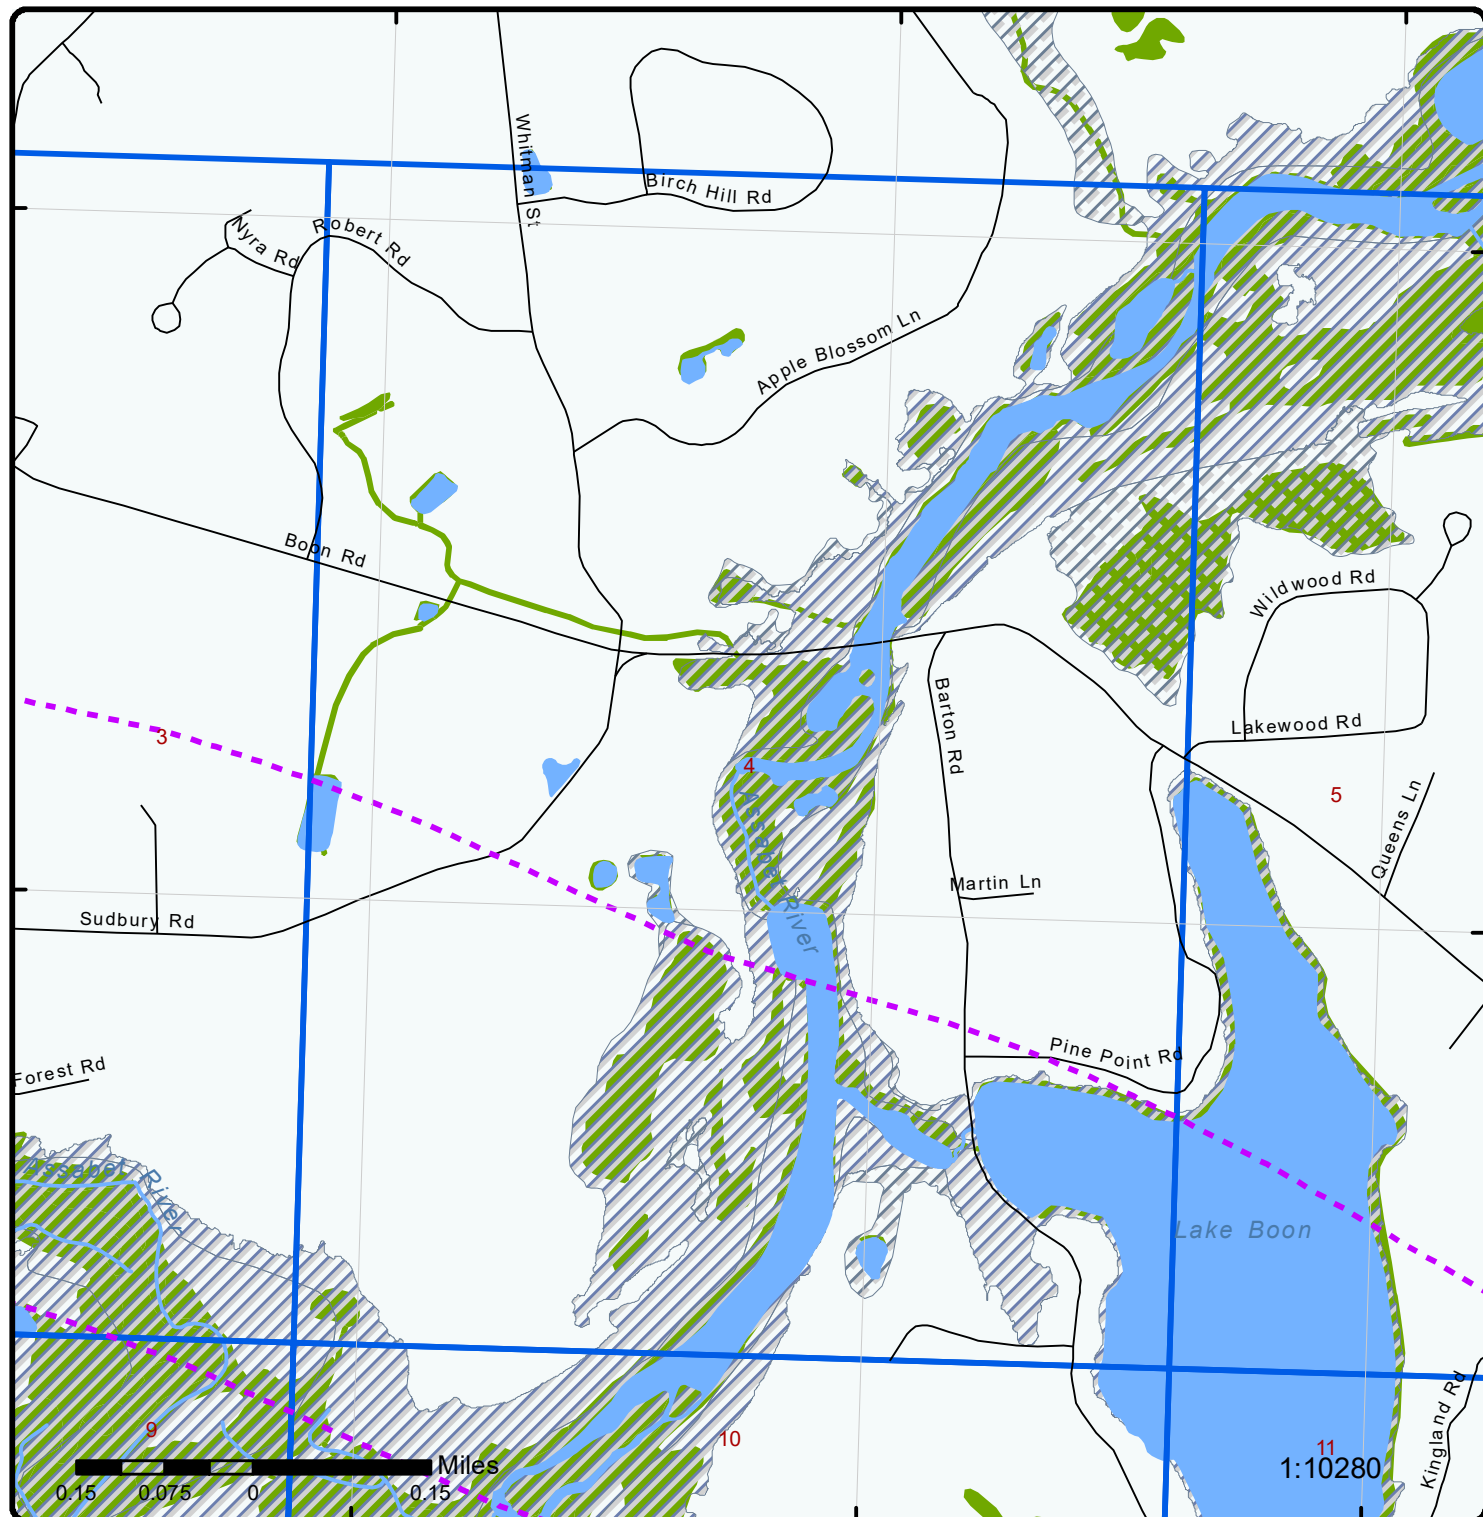 Whitman St
Birch Hill Rd
Nyra Rd
Robert Rd
Apple Blossom Ln
Boon Rd
Wildwood Rd
Barton Rd
Lakewood Rd
3
4
5
Queens Ln
Assabet River
Martin Ln
Sudbury Rd
Pine Point Rd
Forest Rd
Assabet River
Lake Boon
Kingland Rd
9
10
11
Miles
1:10280
0.15 0.075 0 0.15